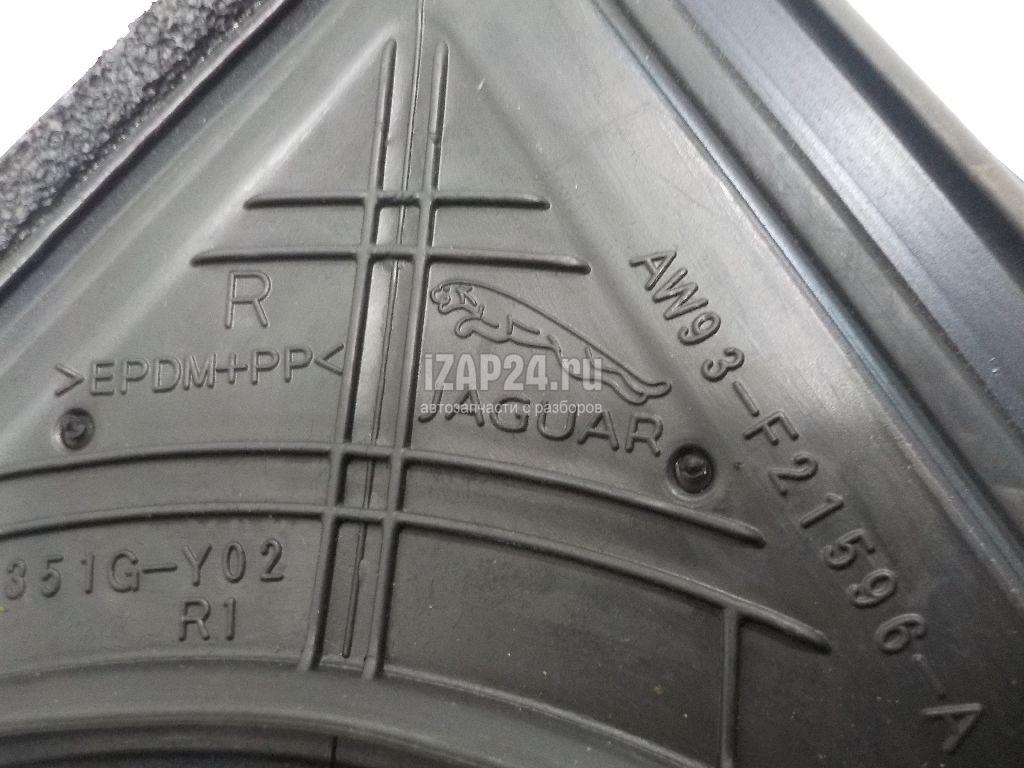 R
>EPDM+PP<
JAGUAR
AW93-F21596-A
iZAP24.ru
автозапчасти с разборов
351G-Y02
R1